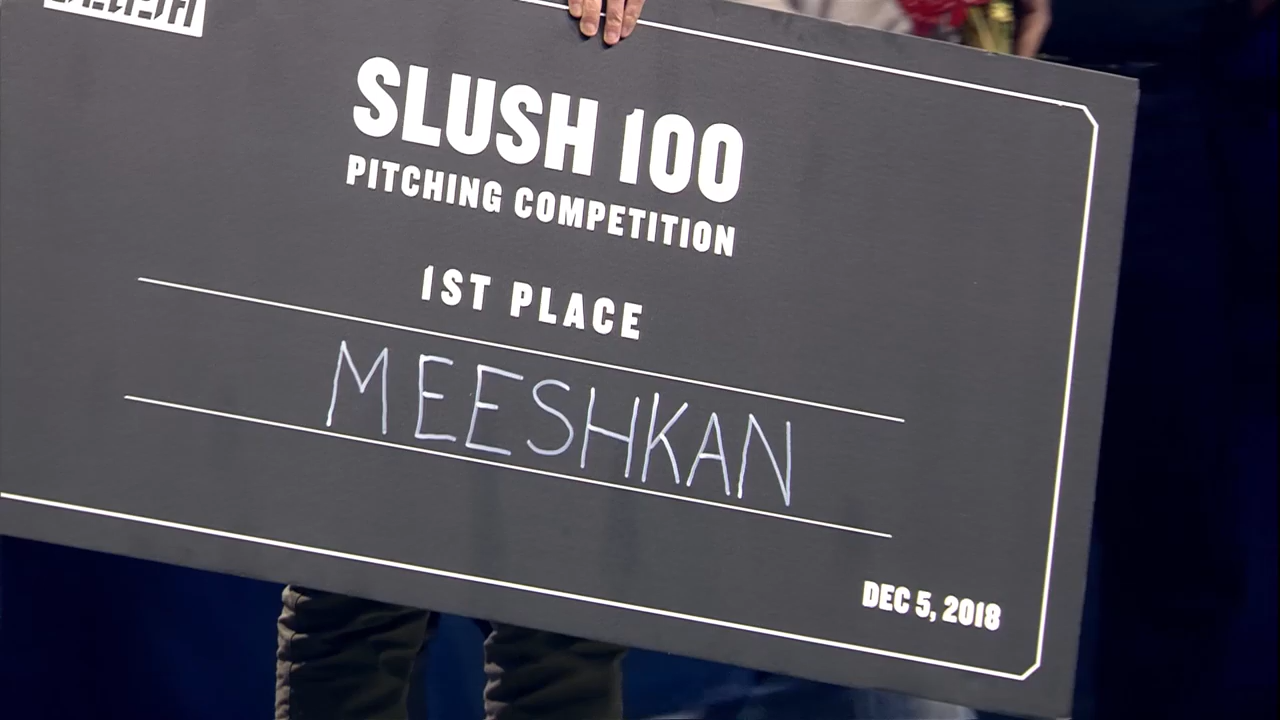 SLUSH 100
PITCHING COMPETITION
1ST PLACE
MEESHKAN
DEC 5, 2018